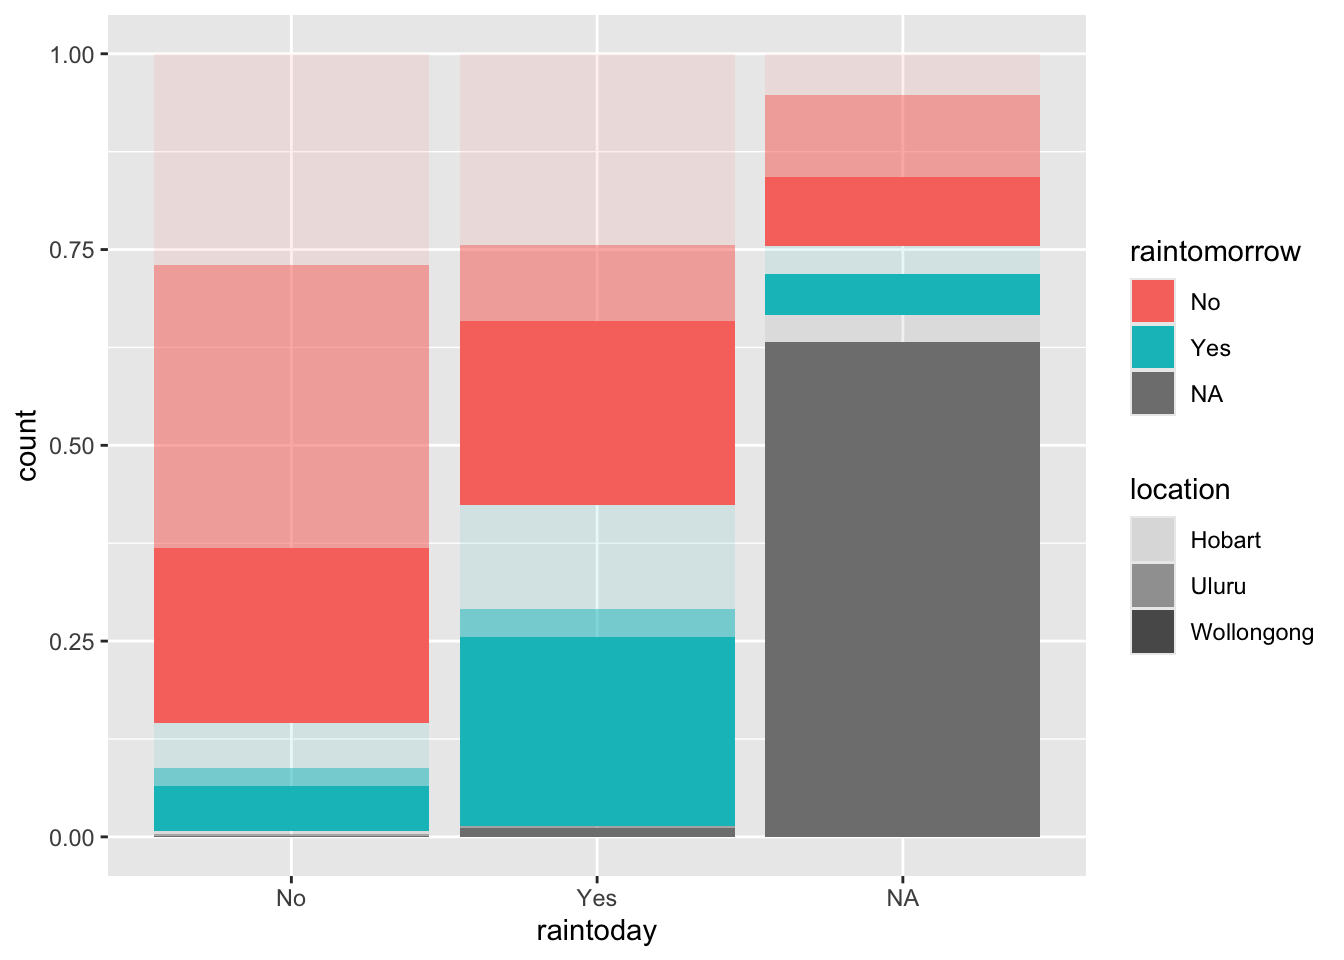 1.00
0.75
0.50
0.25
0.00
count
No
Yes
NA
raintoday
raintomorrow
No
Yes
NA
location
Hobart
Uluru
Wollongong